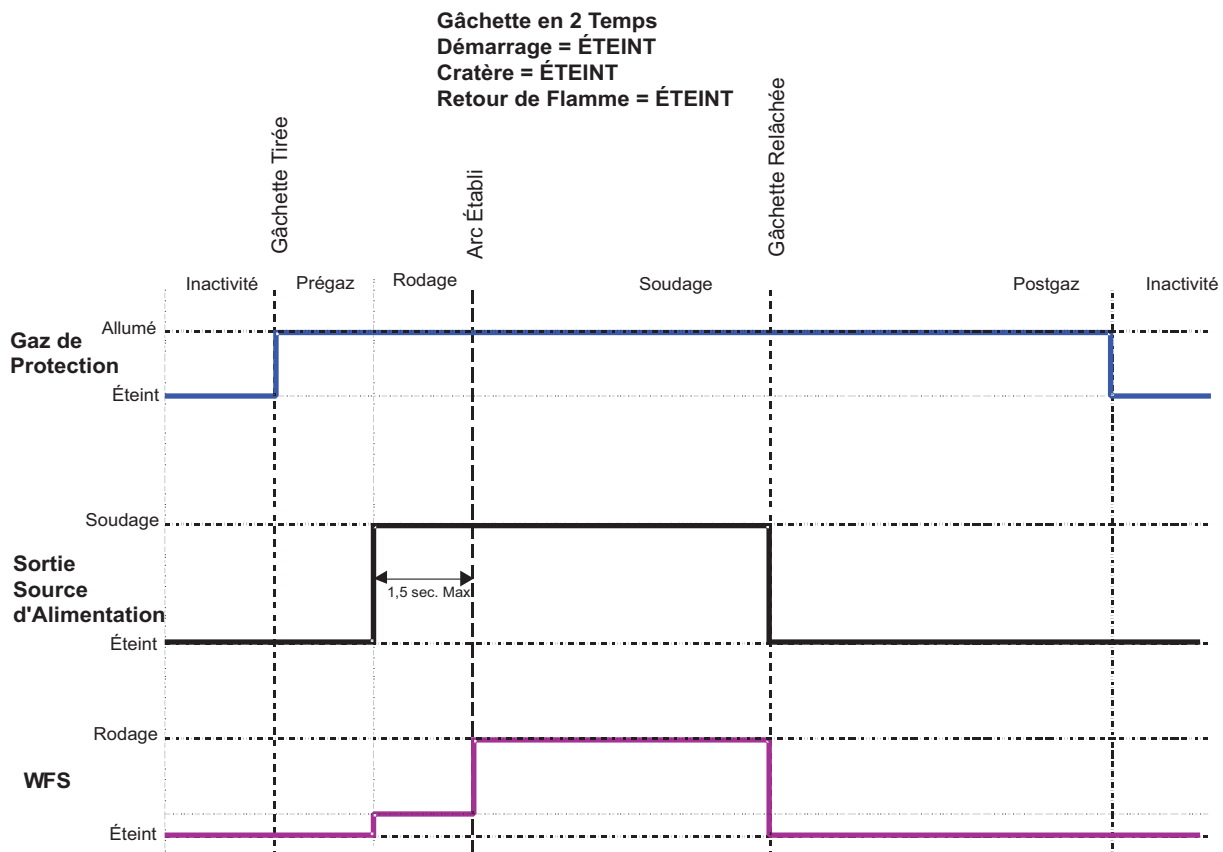 Gâchette en 2 Temps
Démarrage = ÉTEINT
Cratère = ÉTEINT
Retour de Flamme = ÉTEINT
Gâchette Tirée
Arc Établi
Gâchette Relâchée
Inactivité
Prégaz
Rodage
Soudage
Postgaz
Inactivité
Gaz de
Protection
Allumé
Éteint
Soudage
Sortie
Source
d'Alimentation
1,5 sec. Max
Éteint
Rodage
WFS
Éteint